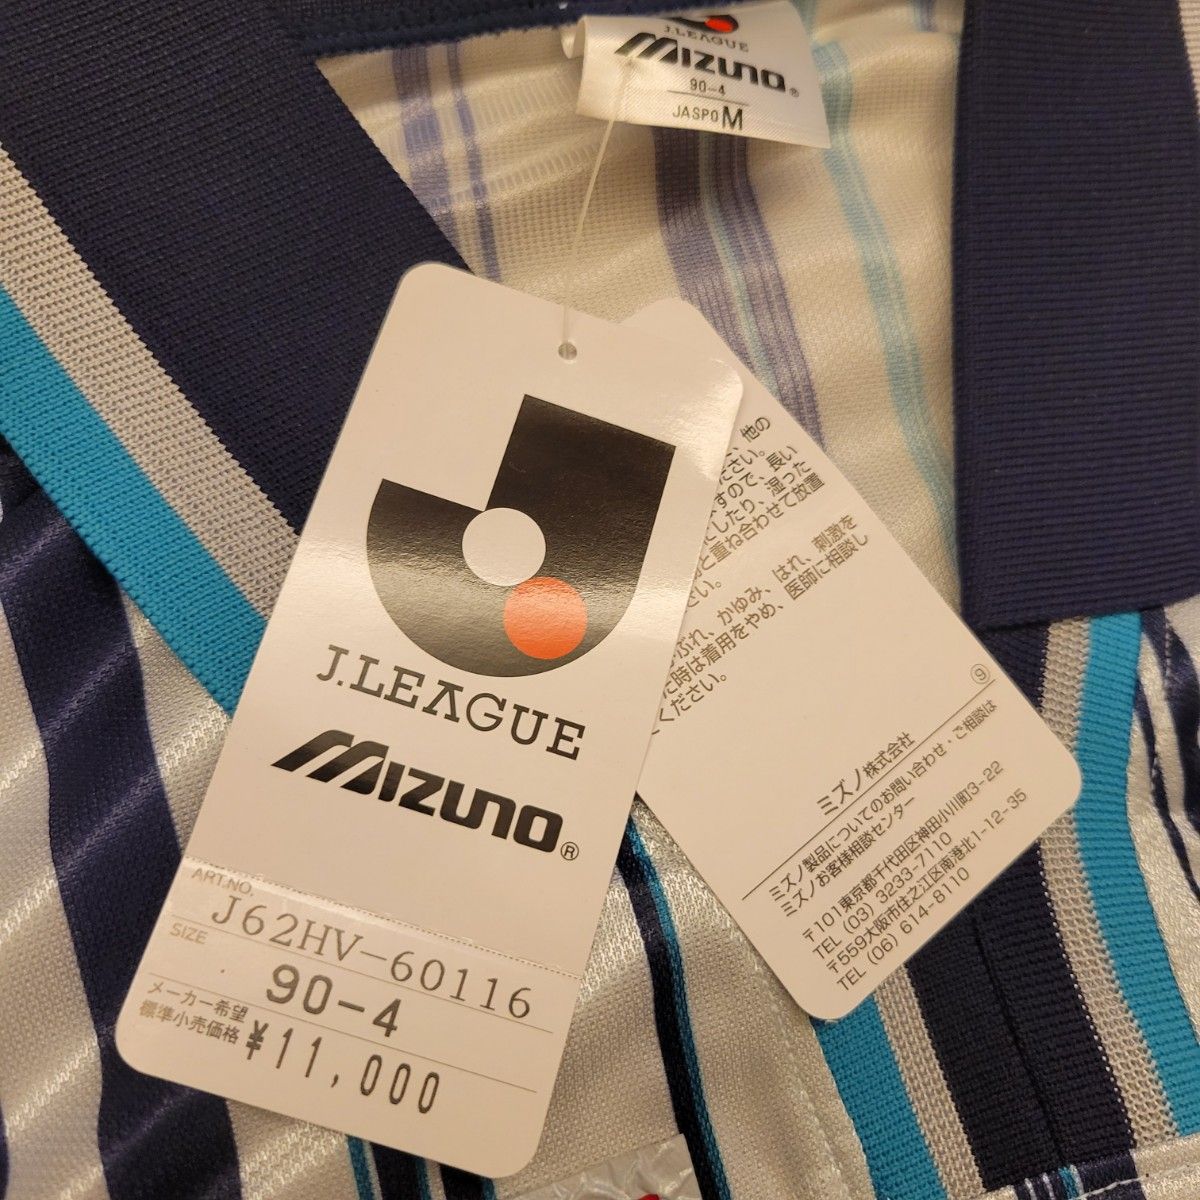 J.LEAGUE
MIZUNO®
90-4
JASPO M
J.LEAGUE
MIZUNO®
ART.NO.
J62HV-60116
SIZE
90-4
メーカー希望
標準小売価格
¥11,000
他の
ださい。
すので、長い
にしたり、湿った
と重ね合わせて放置
さい。
かぶれ、かゆみ、はれ、刺激を
た時は着用をやめ、医師に相談し
ください。
⑨
ミズノ株式会社
ミズノ製品についてのお問い合わせ・ご相談は
ミズノお客様相談センター
〒101東京都千代田区神田小川町3-22
TEL (03) 3233-7110
〒559大阪市住之江区南港北1-12-35
TEL (06) 614-8110